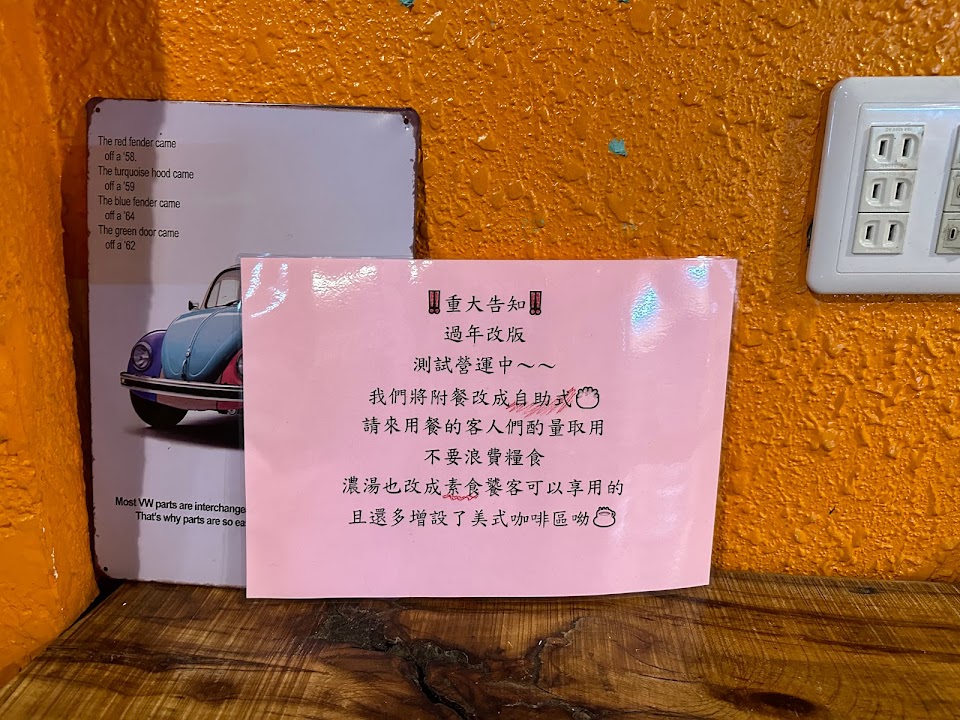 The red fender came
off a '58.
The turquoise hood came
off a '59
The blue fender came
off a '64
The green door came
off a '62
Most VW parts are interchange
That's why parts are so eas
‼️重大告知‼️
過年改版
測試營運中～～
我們將附餐改成自助式
請來用餐的客人們酌量取用
不要浪費糧食
濃湯也改成素食饕客可以享用的
且還多增設了美式咖啡區呦